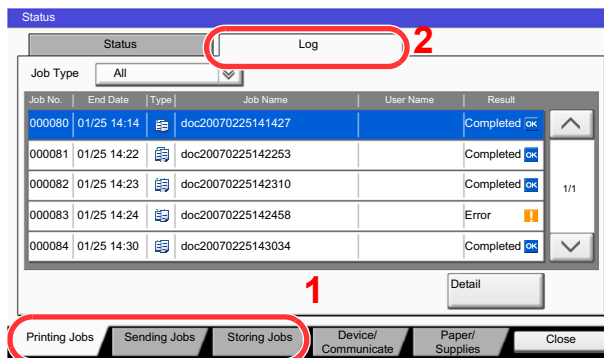 Status
Status
Log
2
Job Type
All
Job No. End Date Type Job Name User Name Result
000080 01/25 14:14 doc20070225141427 Completed OK
000081 01/25 14:22 doc20070225142253 Completed OK
000082 01/25 14:23 doc20070225142310 Completed OK
000083 01/25 14:24 doc20070225142458 Error !
000084 01/25 14:30 doc20070225143034 Completed OK
1/1
1
Detail
Printing Jobs
Sending Jobs
Storing Jobs
Device/
Communicate
Paper/
Supplies
Close